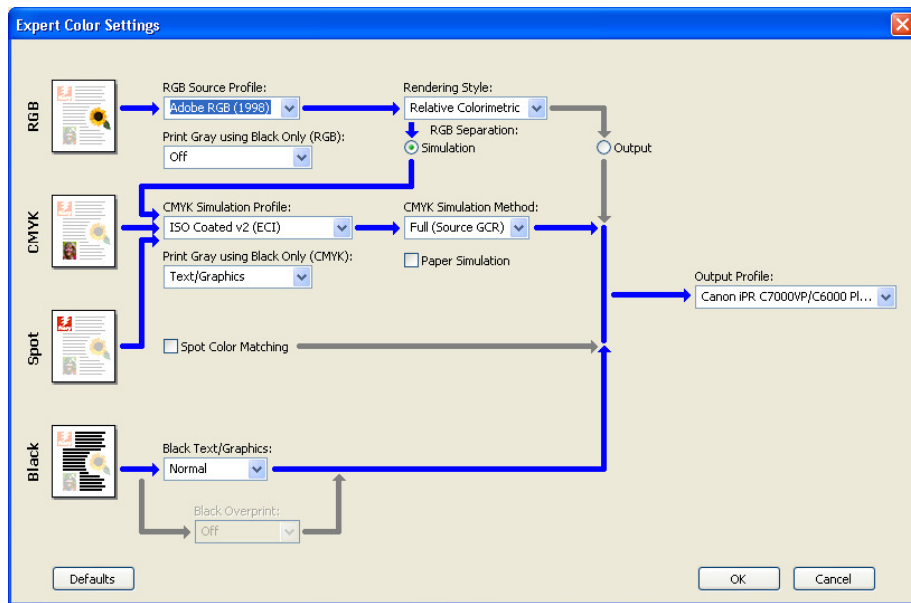 Expert Color Settings
RGB
RGB Source Profile:
Adobe RGB (1998)
Rendering Style:
Relative Colorimetric
RGB Separation:
Simulation
Output
Print Gray using Black Only (RGB):
Off
CMYK
CMYK Simulation Profile:
ISO Coated v2 (ECI)
CMYK Simulation Method:
Full (Source GCR)
Print Gray using Black Only (CMYK):
Text/Graphics
Paper Simulation
Output Profile:
Canon iPR C7000VP/C6000 Pl...
Spot
Spot Color Matching
Black
Black Text/Graphics:
Normal
Black Overprint:
Off
Defaults
OK
Cancel